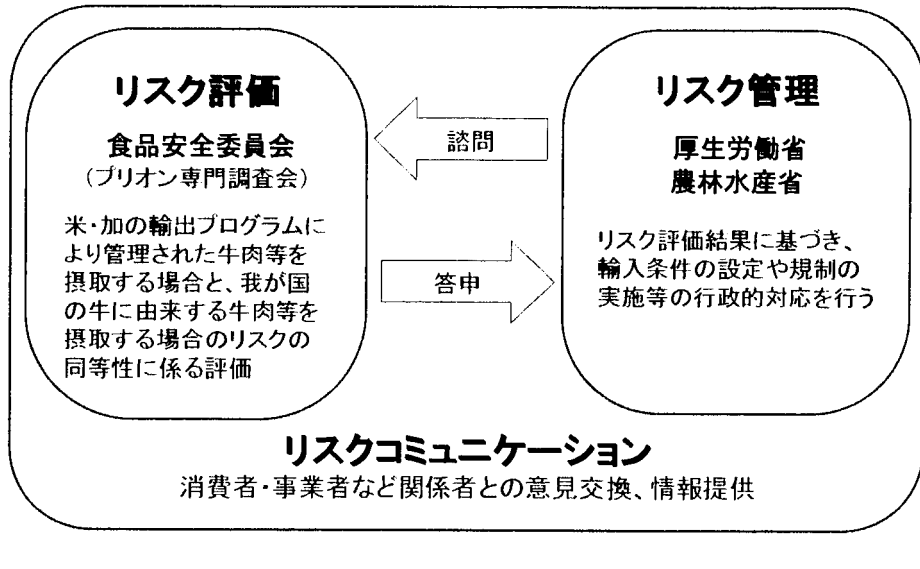 リスク評価
食品安全委員会
（プリオン専門調査会）
米・加の輸出プログラムに
より管理された牛肉等を
摂取する場合と、我が国
の牛に由来する牛肉等を
摂取する場合のリスクの
同等性に係る評価
諮問
答申
リスク管理
厚生労働省
農林水産省
リスク評価結果に基づき、
輸入条件の設定や規制の
実施等の行政的対応を行う
リスクコミュニケーション
消費者・事業者など関係者との意見交換、情報提供